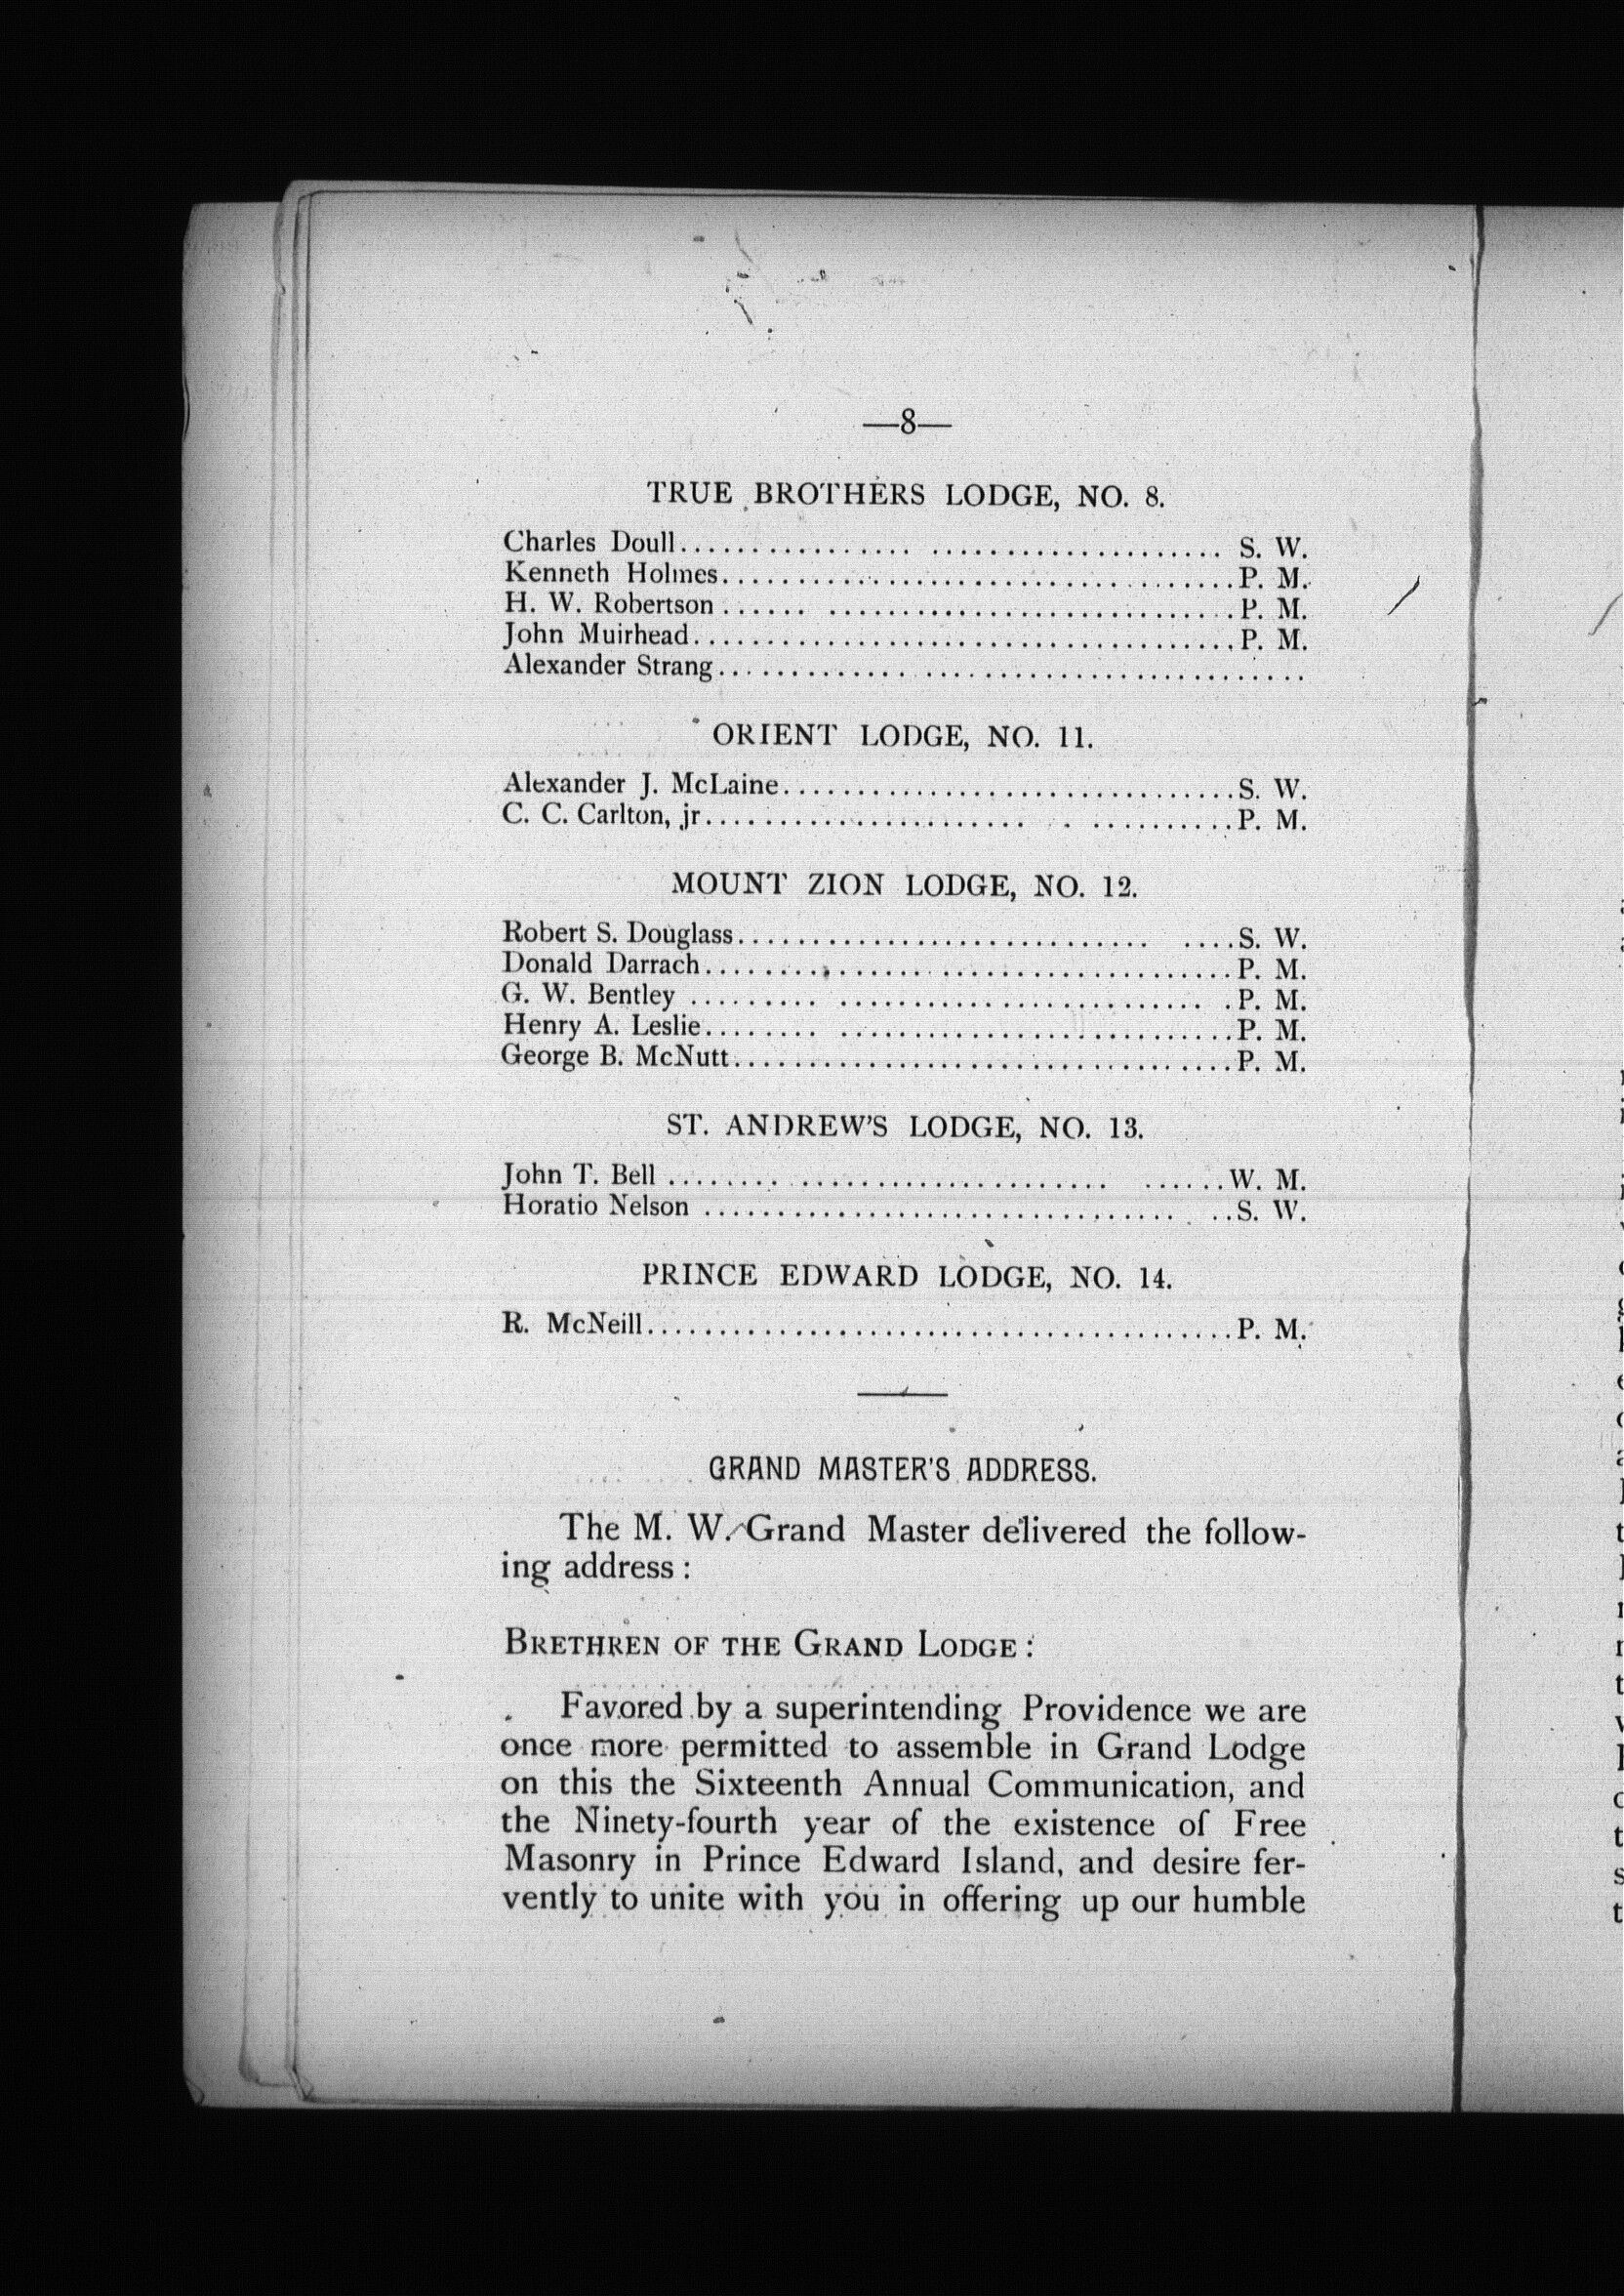 —8—
TRUE BROTHERS LODGE, NO. 8.
Charles Doull................ .................... S. W.
Kenneth Holmes...................................P. M.
H. W. Robertson ...... ............................P. M.
John Muirhead.....................................P. M.
Alexander Strang............. ..........................
ORIENT LODGE, NO. 11.
Alexander J. McLaine...............................S. W.
C. C. Carlton, jr...................... . ..........P. M.
MOUNT ZION LODGE, NO. 12.
Robert S. Douglass............................ ....S. W.
Donald Darrach....................................P. M.
G. W. Bentley ......... ......................... .P. M.
Henry A. Leslie........ ...........................P. M.
George B. McNutt..................................P. M.
ST. ANDREW'S LODGE, NO. 13.
John T. Bell ........ ..................... ......W. M.
Horatio Nelson ................................ ..S. W.
PRINCE EDWARD LODGE, NO. 14.
R. McNeill........................................P. M.
GRAND MASTER'S ADDRESS.
The M. W. Grand Master delivered the follow-
ing address :
BRETHREN OF THE GRAND LODGE :
Favored by a superintending Providence we are
once more permitted to assemble in Grand Lodge
on this the Sixteenth Annual Communication, and
the Ninety-fourth year of the existence of Free
Masonry in Prince Edward Island, and desire fer-
vently to unite with you in offering up our humble